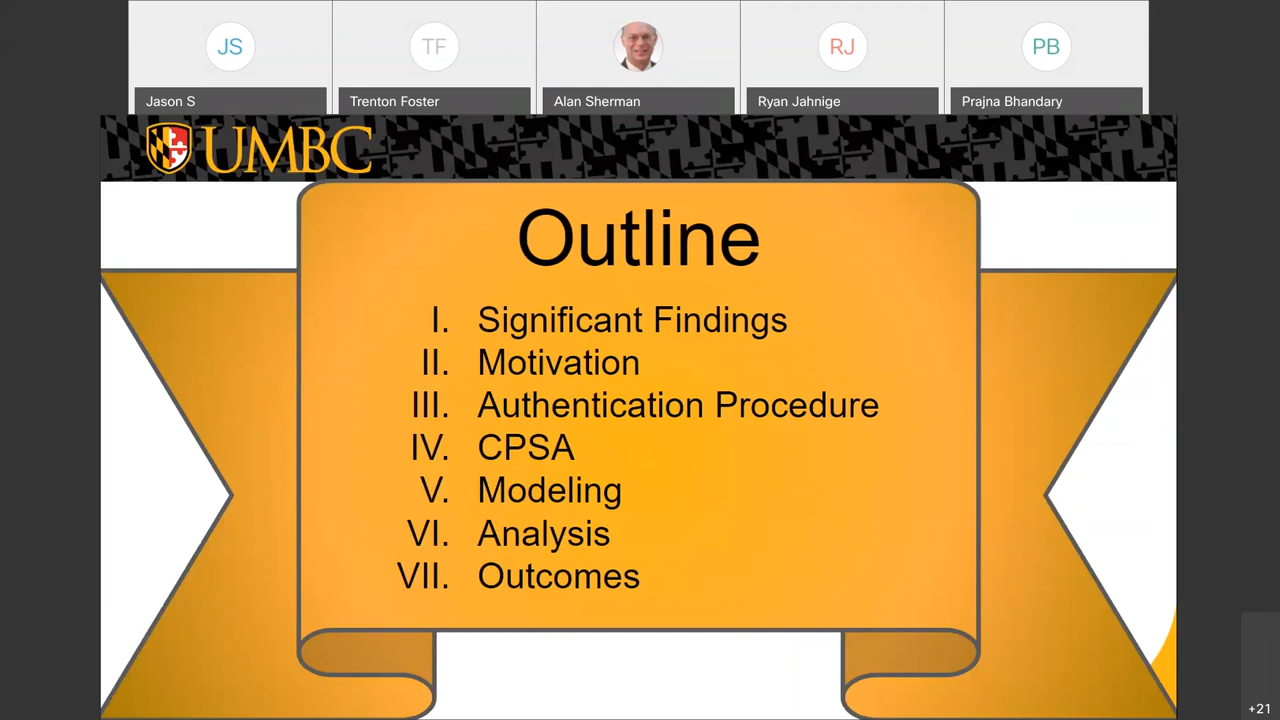 JS
TF
RJ
PB
Jason S
Trenton Foster
Alan Sherman
Ryan Jahnige
Prajna Bhandary
UMBC
Outline
I. Significant Findings
II. Motivation
III. Authentication Procedure
IV. CPSA
V. Modeling
VI. Analysis
VII. Outcomes
+21